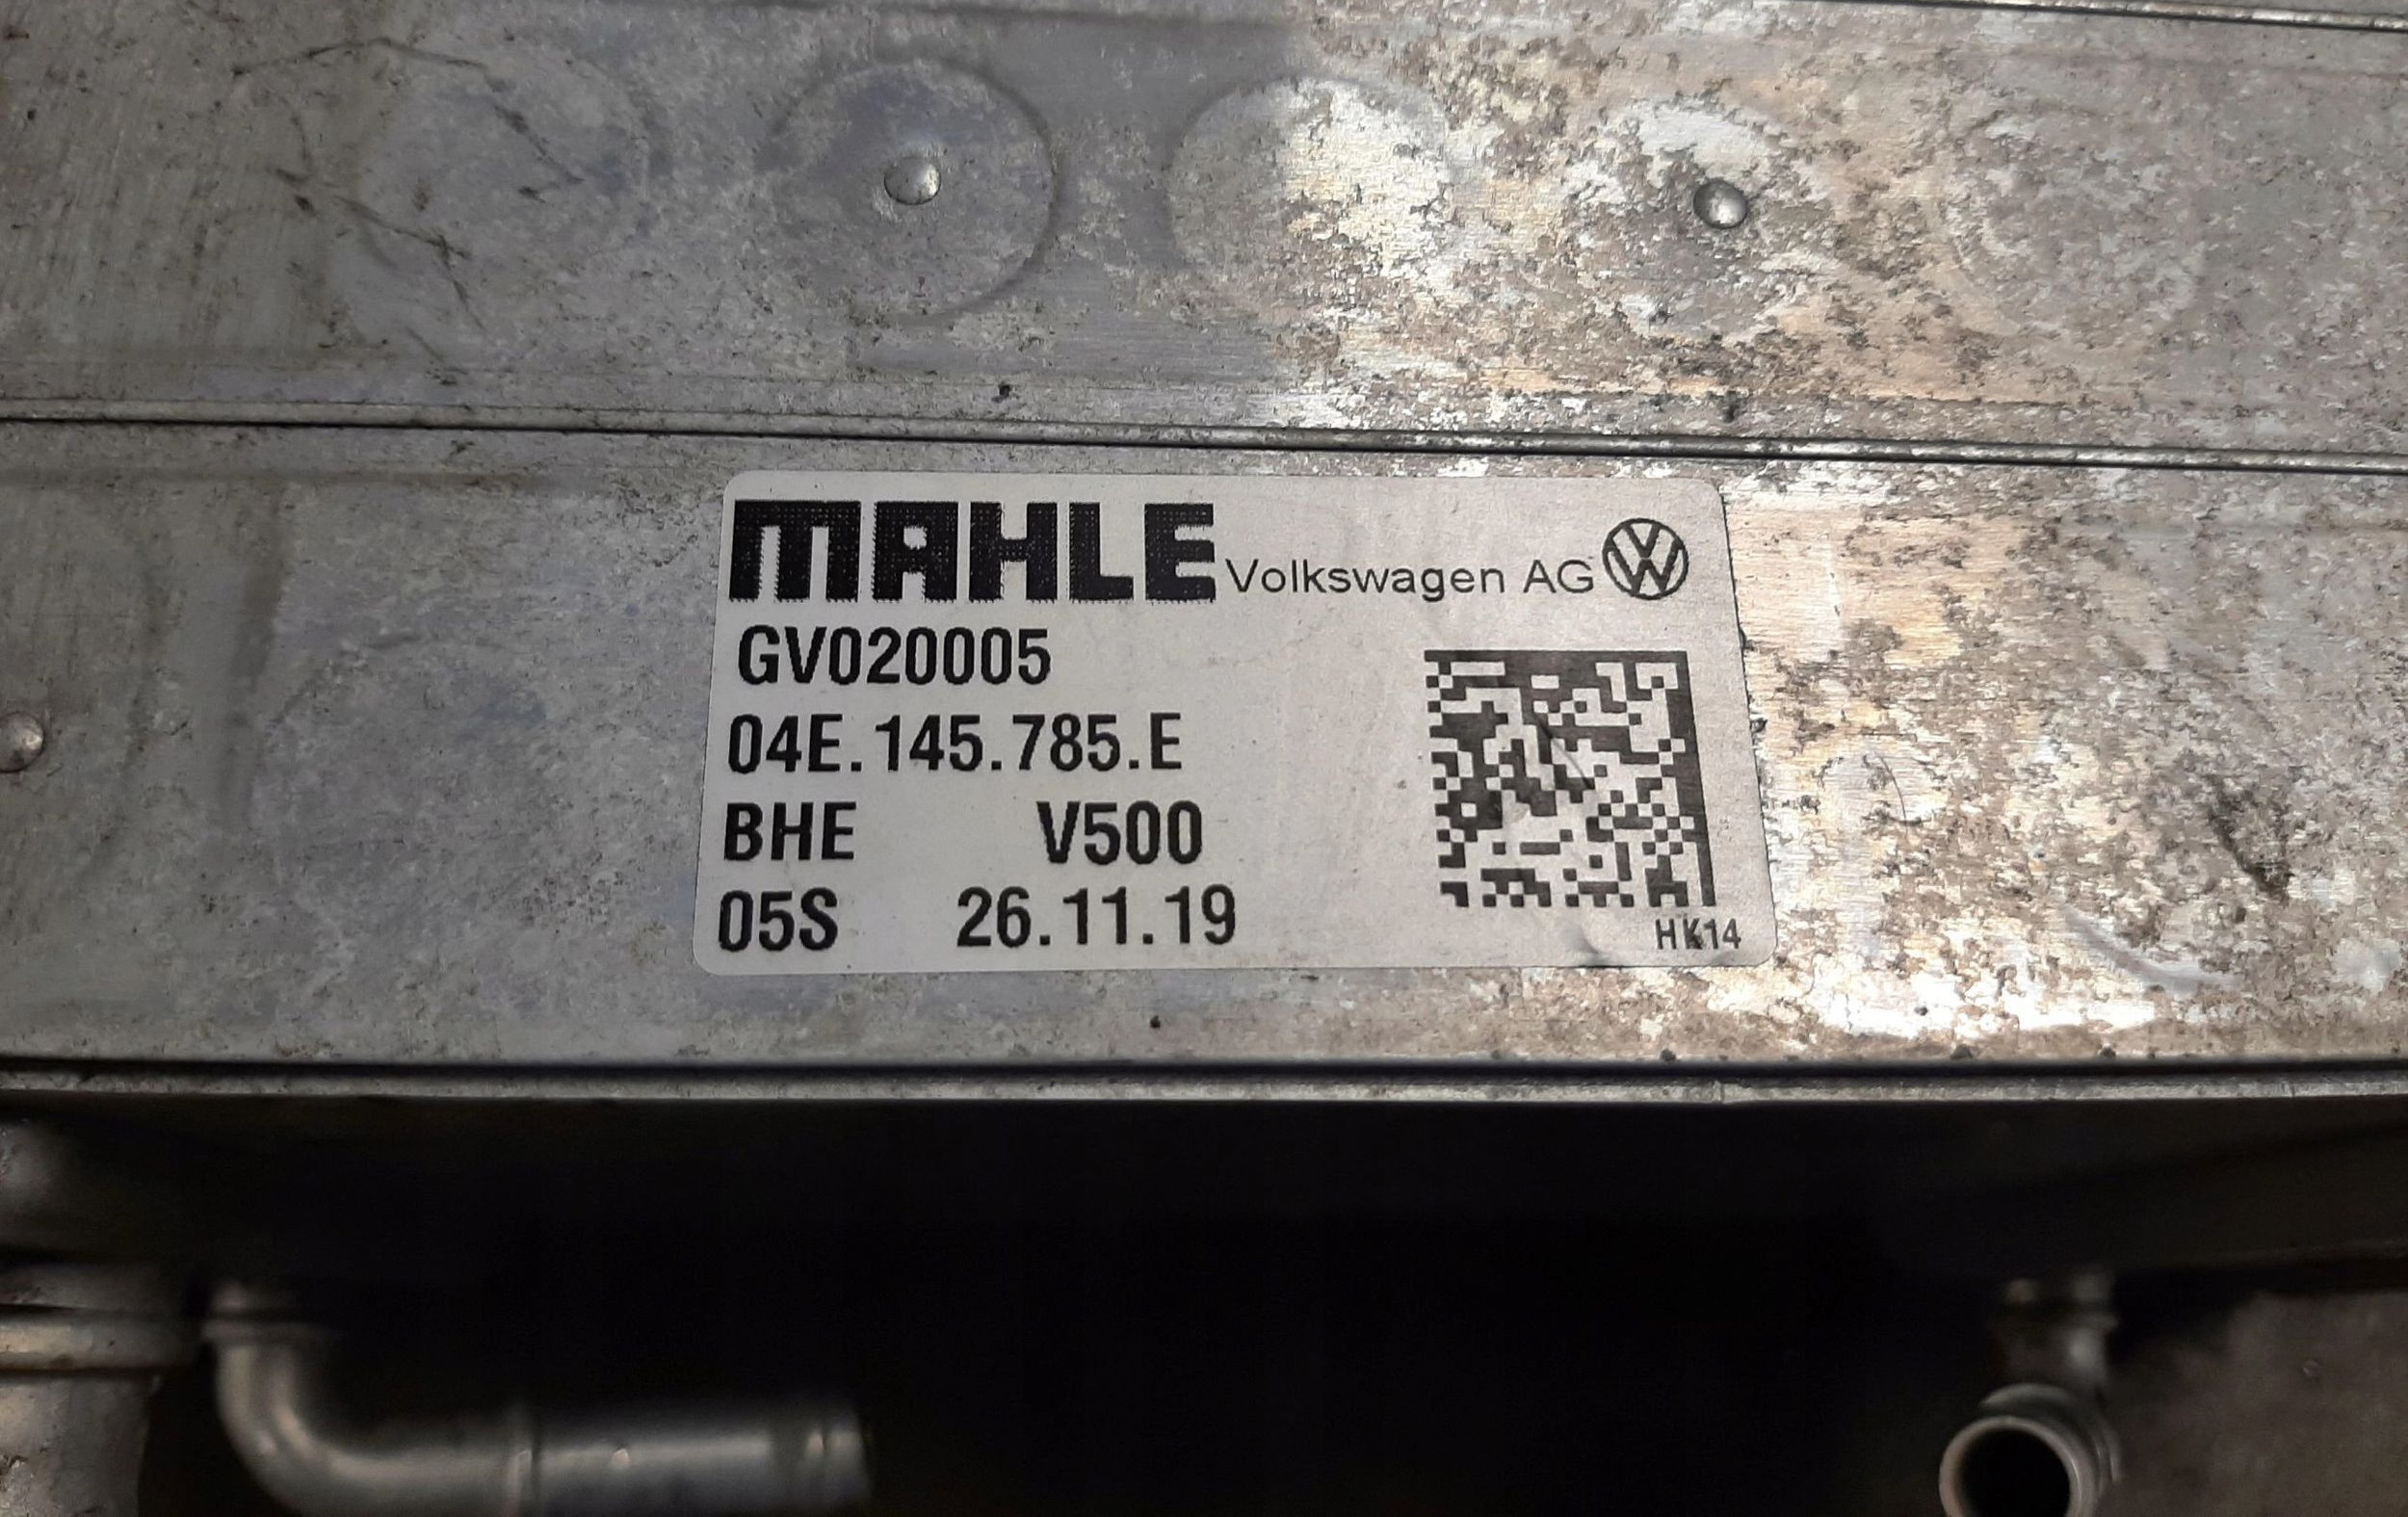 MAHLE Volkswagen AG
GV020005
04E.145.785.E
BHE V500
05S 26.11.19
HK14